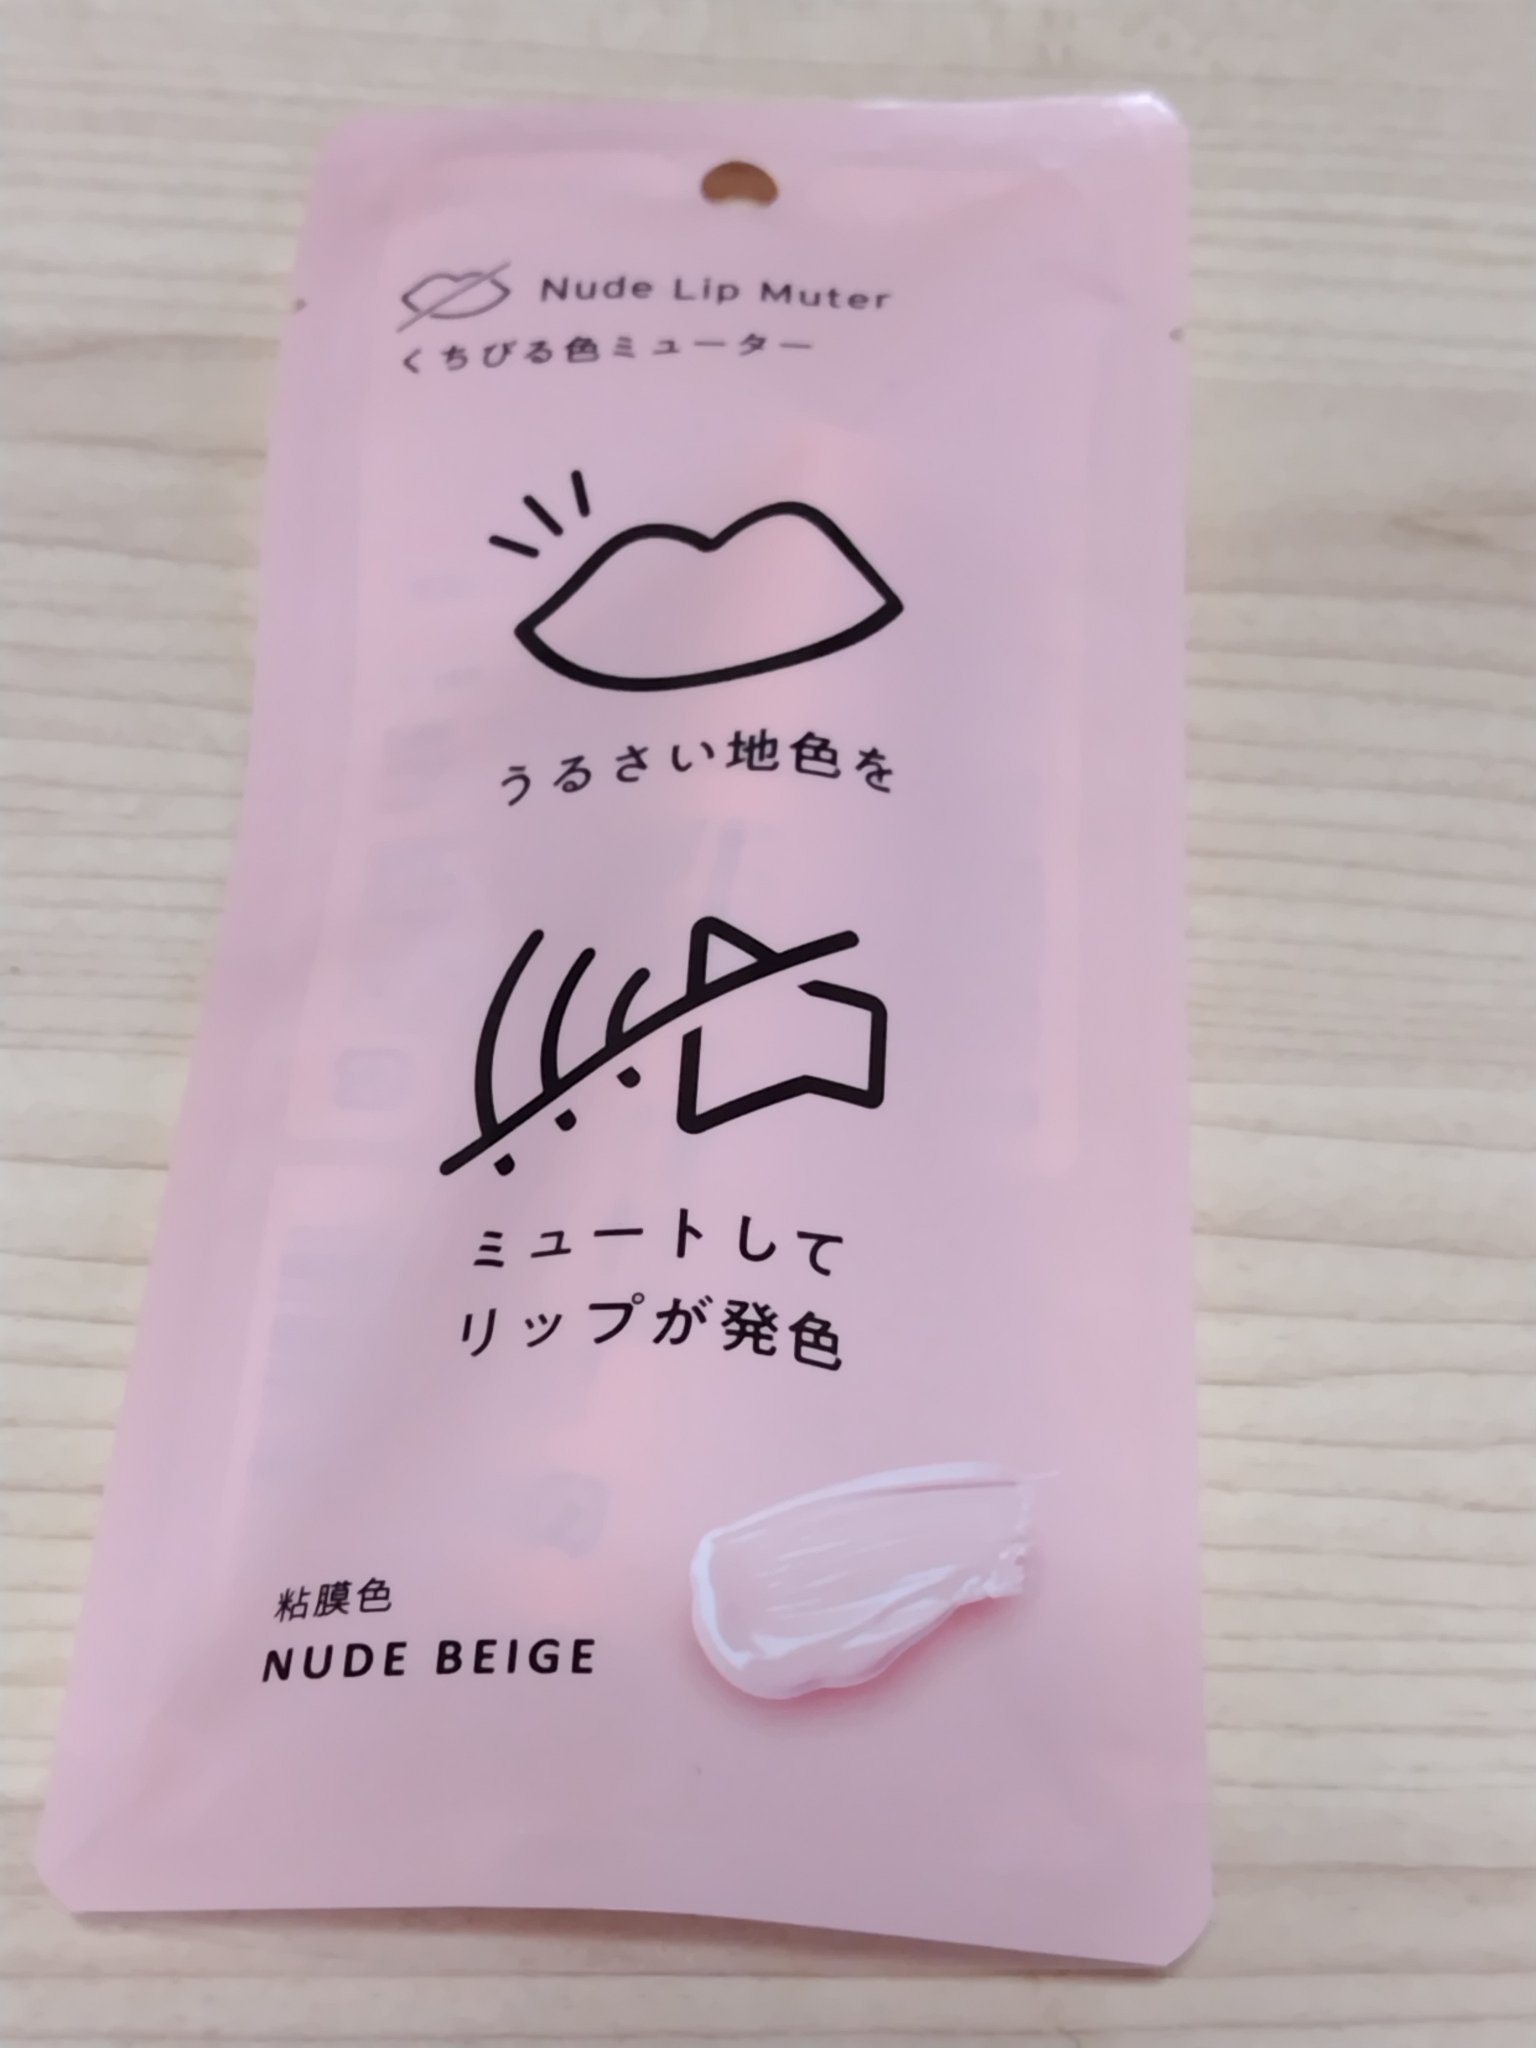 Nude Lip Muter
くちびる色ミューター
うるさい地色を
ミュートして
リップが発色
粘膜色
NUDE BEIGE